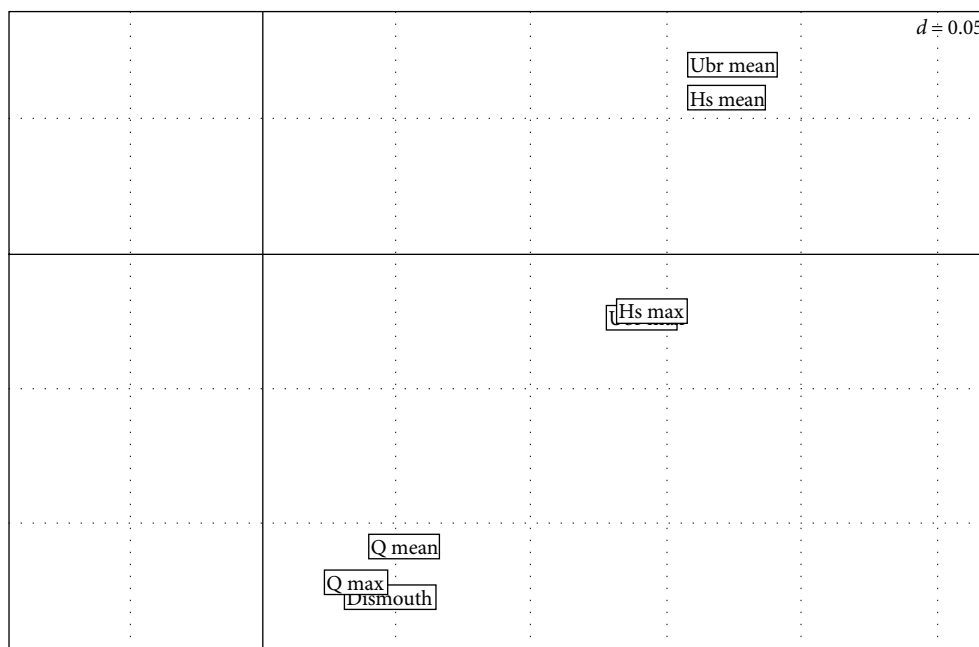 d = 0.05
Ubr mean
Hs mean
Hs max
Q mean
Q max
Dismouth